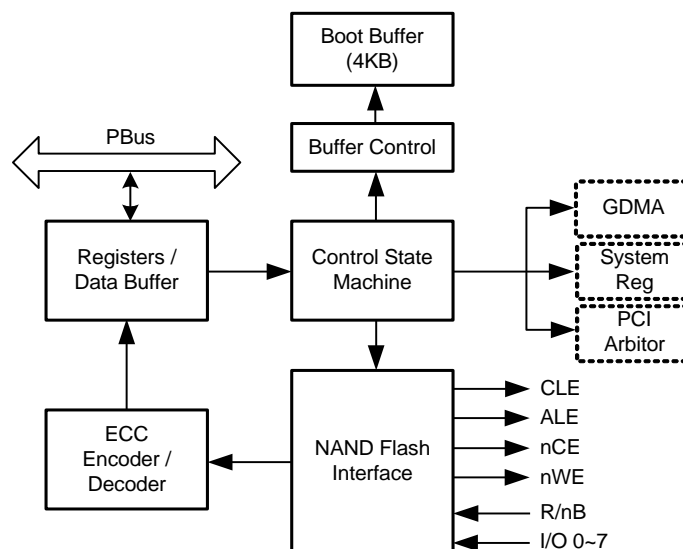 Boot Buffer
(4KB)
PBus
Buffer Control
GDMA
Registers /
Data Buffer
Control State
Machine
System
Reg
PCI
Arbitor
ECC
Encoder /
Decoder
NAND Flash
Interface
CLE
ALE
nCE
nWE
R/nB
I/O 0~7